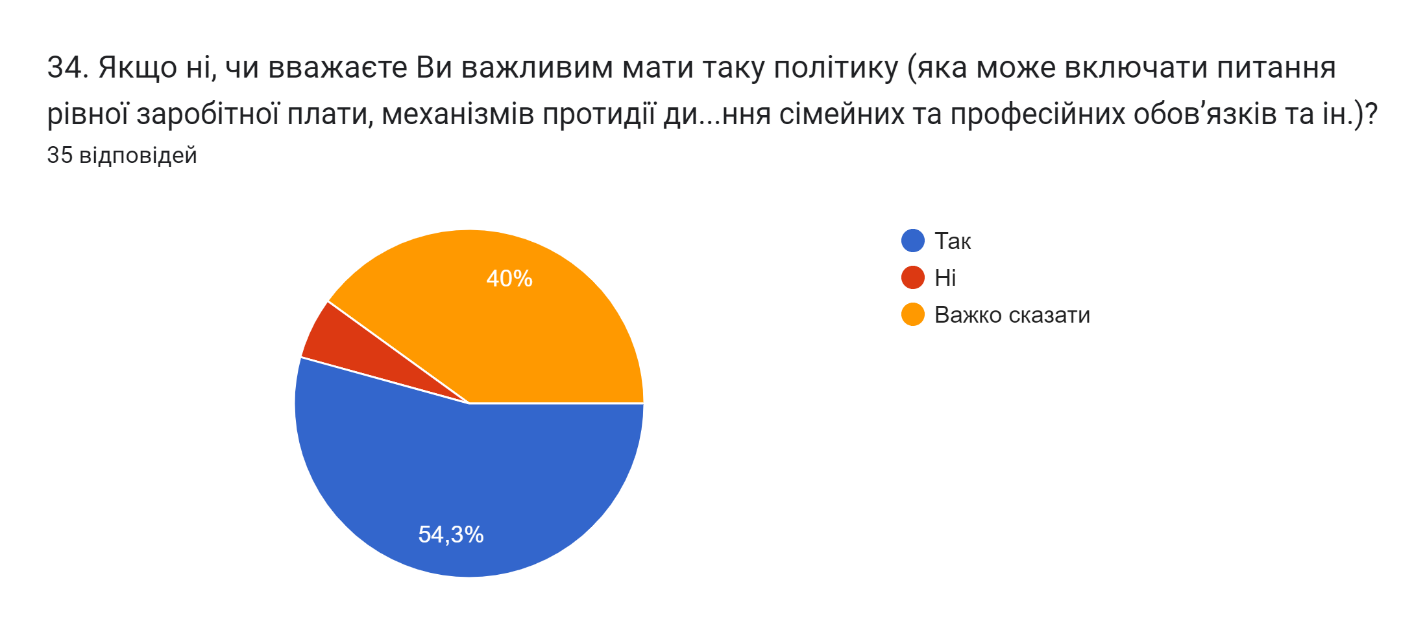 34. Якщо ні, чи вважаєте Ви важливим мати таку політику (яка може включати питання
рівної заробітної плати, механізмів протидії ди...ння сімейних та професійних обов’язків та ін.)?
35 відповідей
Так
Ні
Важко сказати
40%
54,3%